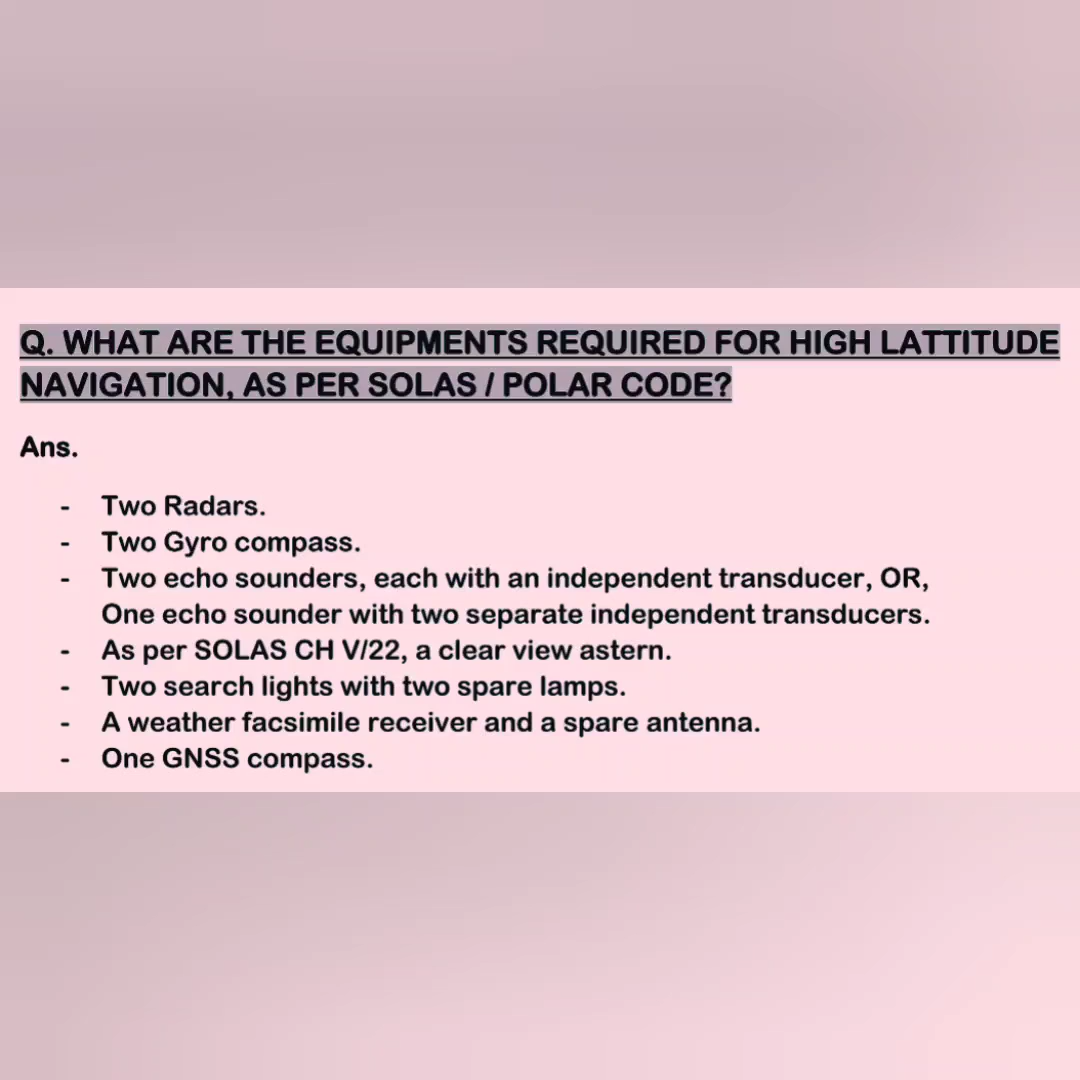 Q. WHAT ARE THE EQUIPMENTS REQUIRED FOR HIGH LATTITUDE
NAVIGATION, AS PER SOLAS / POLAR CODE?
Ans.
- Two Radars.
- Two Gyro compass.
- Two echo sounders, each with an independent transducer, OR,
One echo sounder with two separate independent transducers.
- As per SOLAS CH V/22, a clear view astern.
- Two search lights with two spare lamps.
- A weather facsimile receiver and a spare antenna.
- One GNSS compass.